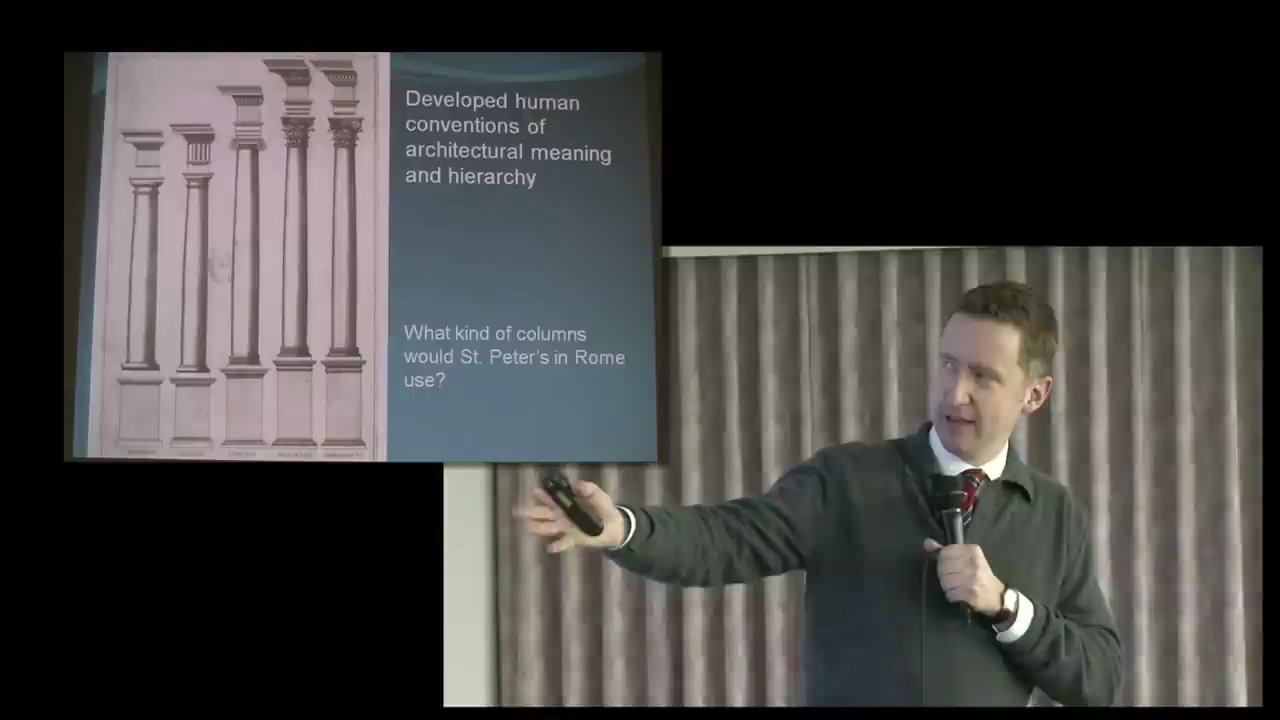 Developed human
conventions of
architectural meaning
and hierarchy
What kind of columns
would St. Peter's in Rome
use?